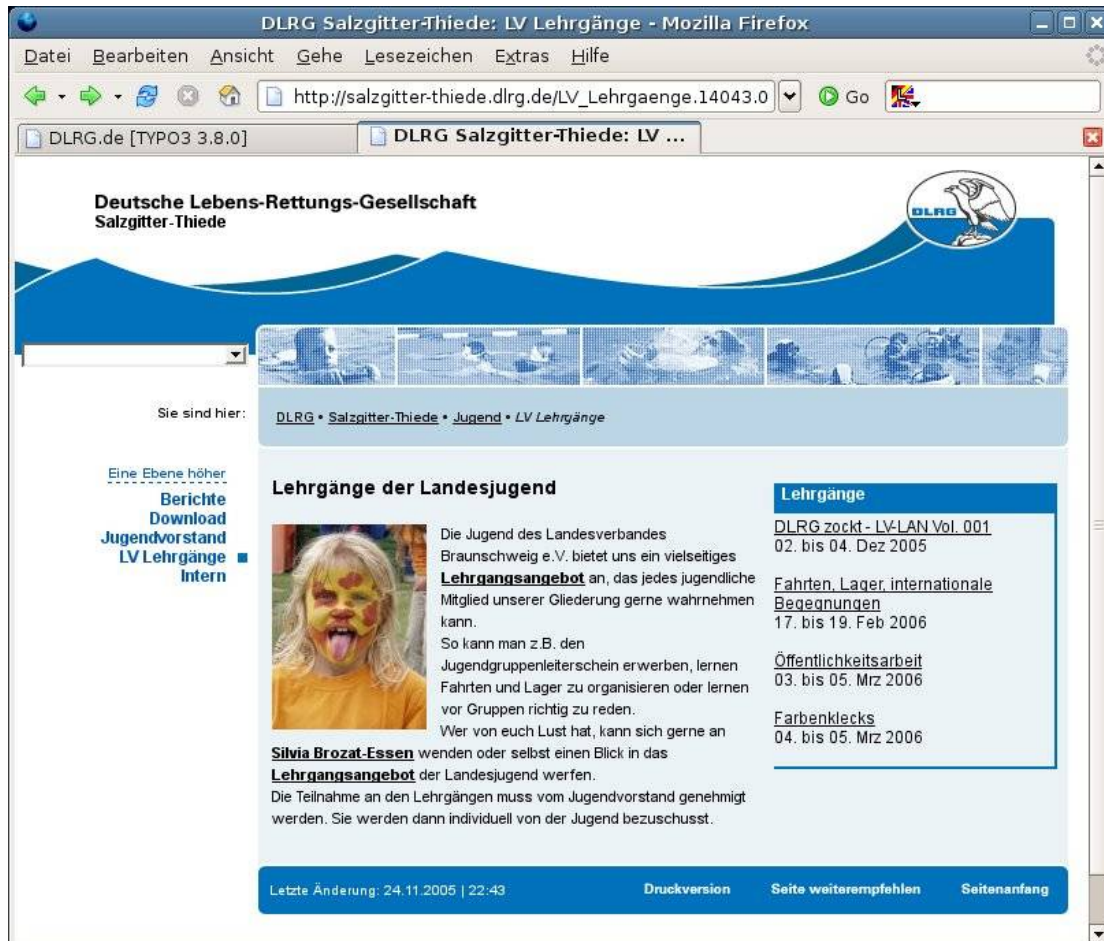 DLRG Salzgitter-Thiede: LV Lehrgänge - Mozilla Firefox
Datei Bearbeiten Ansicht Gehe Lesezeichen Extras Hilfe
http://salzgitter-thiede.dlrg.de/LV_Lehrgaenge.14043.0 Go
DLRG.de [TYPO3 3.8.0] DLRG Salzgitter-Thiede: LV ...
Deutsche Lebens-Rettungs-Gesellschaft
Salzgitter-Thiede
DLRG
Sie sind hier:
DLRG • Salzgitter-Thiede • Jugend • LV Lehrgänge
Eine Ebene höher
Berichte
Download
Jugendvorstand
LV Lehrgänge
Intern
Lehrgänge der Landesjugend
Die Jugend des Landesverbandes
Braunschweig e.V. bietet uns ein vielseitiges
Lehrgangsangebot an, das jedes jugendliche
Mitglied unserer Gliederung gerne wahrnehmen
kann.
So kann man z.B. den
Jugendgruppenleiterschein erwerben, lernen
Fahrten und Lager zu organisieren oder lernen
vor Gruppen richtig zu reden.
Wer von euch Lust hat, kann sich gerne an
Silvia Brozat-Essen wenden oder selbst einen Blick in das
Lehrgangsangebot der Landesjugend werfen.
Die Teilnahme an den Lehrgängen muss vom Jugendvorstand genehmigt
werden. Sie werden dann individuell von der Jugend bezuschusst.
Lehrgänge
DLRG zockt - LV-LAN Vol. 001
02. bis 04. Dez 2005
Fahrten, Lager, internationale
Begegnungen
17. bis 19. Feb 2006
Öffentlichkeitsarbeit
03. bis 05. Mrz 2006
Farbenklecks
04. bis 05. Mrz 2006
Letzte Änderung: 24.11.2005 | 22:43 Druckversion Seite weiterempfehlen Seitenanfang